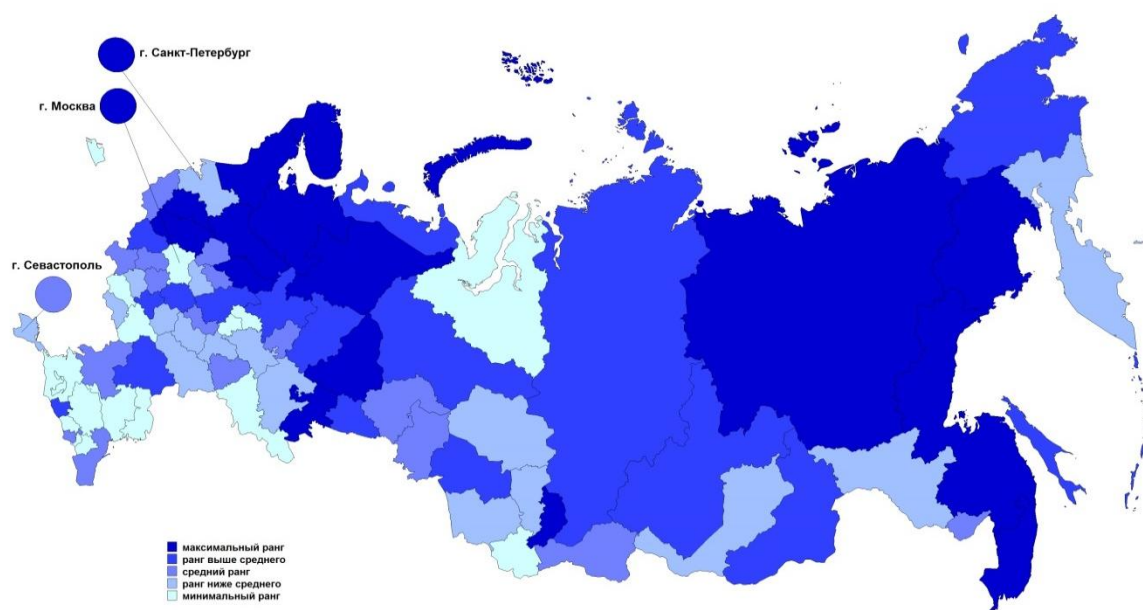 г. Санкт-Петербург
г. Москва
г. Севастополь
максимальный ранг
ранг выше среднего
средний ранг
ранг ниже среднего
минимальный ранг